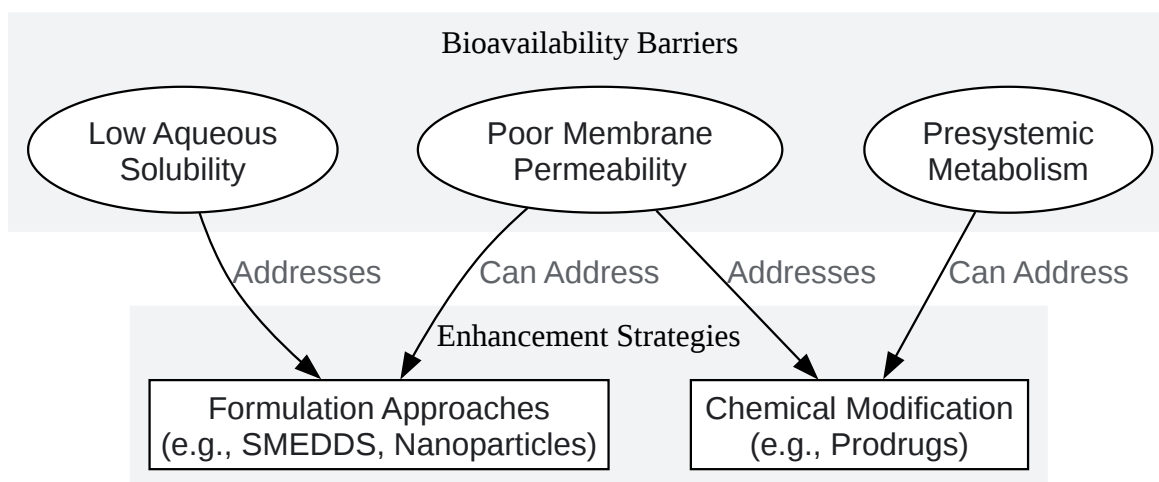 Bioavailability Barriers
Low Aqueous
Solubility
Poor Membrane
Permeability
Presystemic
Metabolism
Addresses
Can Address
Addresses
Can Address
Enhancement Strategies
Formulation Approaches
(e.g., SMEDDS, Nanoparticles)
Chemical Modification
(e.g., Prodrugs)